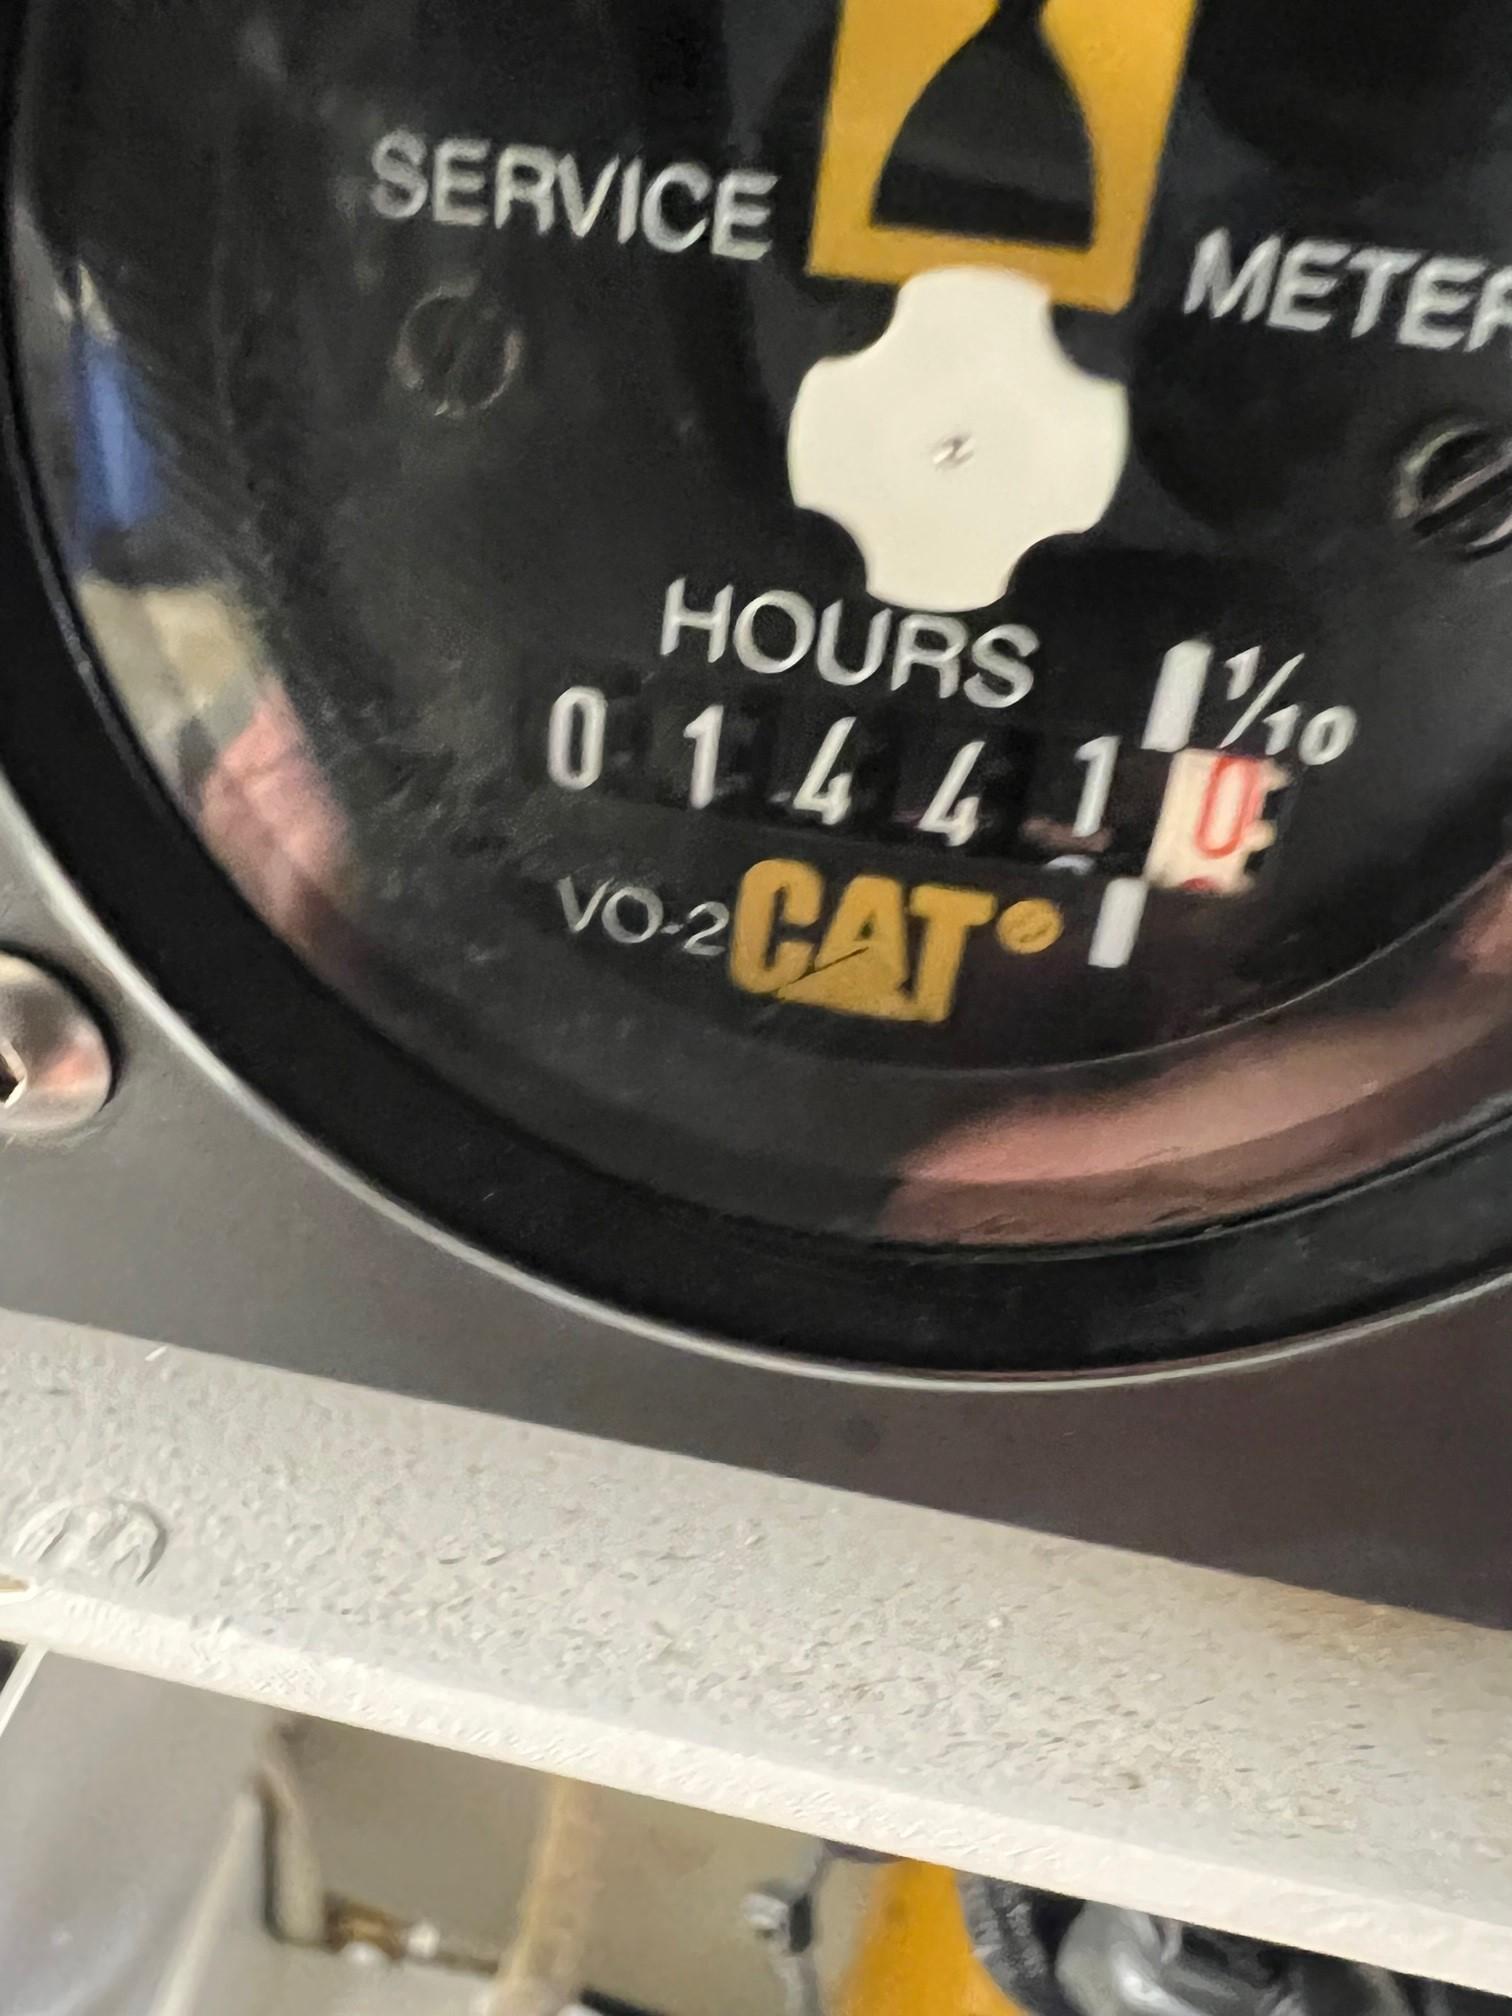 SERVICE METER
HOURS 1/10
0 1 4 4 1 0
VO-2 CAT